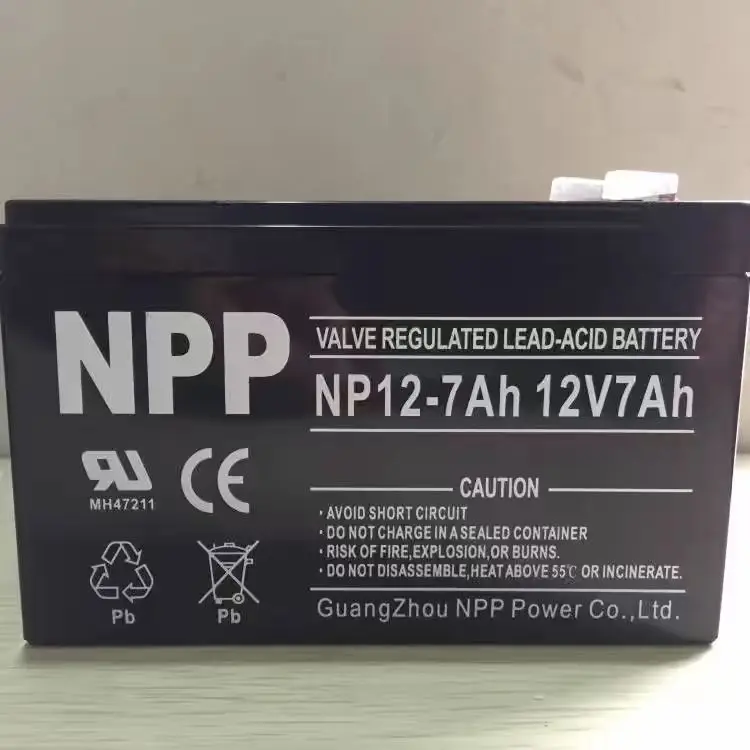 NPP
VALVE REGULATED LEAD-ACID BATTERY
NP12-7Ah 12V7Ah
RU
MH47211
CE
CAUTION
· AVOID SHORT CIRCUIT
· DO NOT CHARGE IN A SEALED CONTAINER
· RISK OF FIRE,EXPLOSION,OR BURNS.
· DO NOT DISASSEMBLE,HEAT ABOVE 55℃ OR INCINERATE.
Pb
Pb
GuangZhou NPP Power Co.,Ltd.